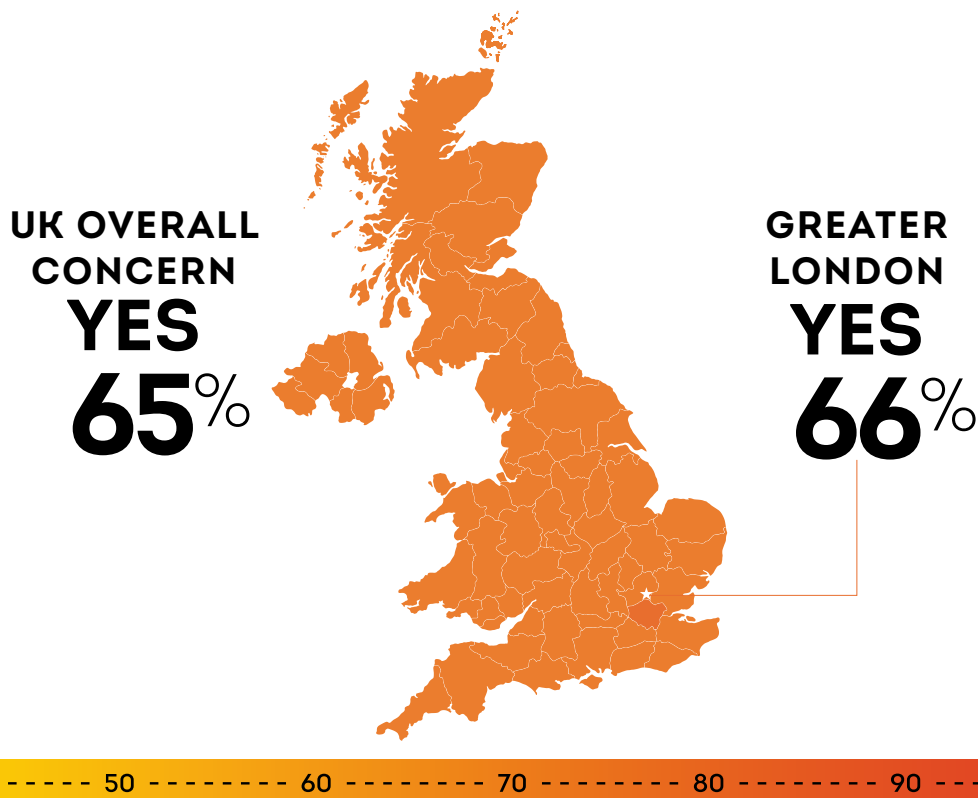 UK OVERALL
CONCERN
YES
65%
GREATER
LONDON
YES
66%
50 60 70 80 90